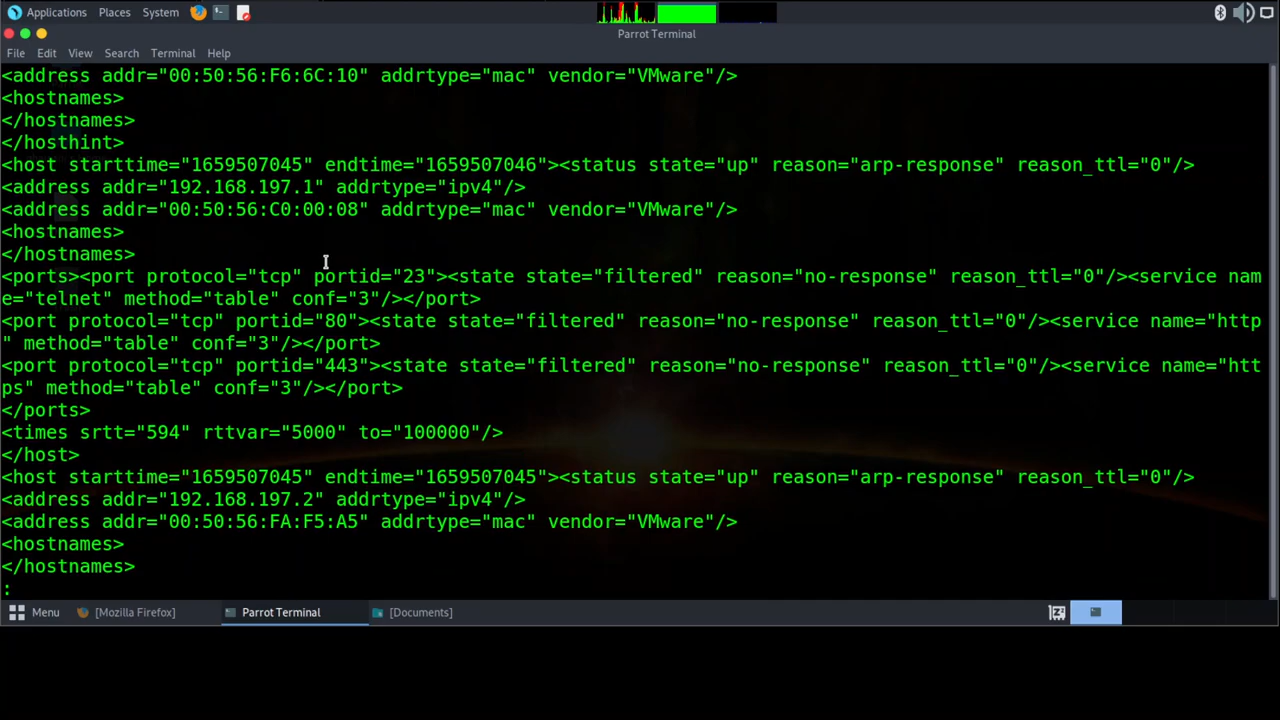 Applications Places System
Parrot Terminal
File Edit View Search Terminal Help
<address addr="00:50:56:F6:6C:10" addrtype="mac" vendor="VMware"/>
<hostnames>
</hostnames>
</hosthint>
<host starttime="1659507045" endtime="1659507046"><status state="up" reason="arp-response" reason_ttl="0"/>
<address addr="192.168.197.1" addrtype="ipv4"/>
<address addr="00:50:56:C0:00:08" addrtype="mac" vendor="VMware"/>
<hostnames>
</hostnames>
<ports><port protocol="tcp" portid="23"><state state="filtered" reason="no-response" reason_ttl="0"/><service nam
e="telnet" method="table" conf="3"/></port>
<port protocol="tcp" portid="80"><state state="filtered" reason="no-response" reason_ttl="0"/><service name="http
" method="table" conf="3"/></port>
<port protocol="tcp" portid="443"><state state="filtered" reason="no-response" reason_ttl="0"/><service name="htt
ps" method="table" conf="3"/></port>
</ports>
<times srtt="594" rttvar="5000" to="100000"/>
</host>
<host starttime="1659507045" endtime="1659507045"><status state="up" reason="arp-response" reason_ttl="0"/>
<address addr="192.168.197.2" addrtype="ipv4"/>
<address addr="00:50:56:FA:F5:A5" addrtype="mac" vendor="VMware"/>
<hostnames>
</hostnames>
:
Menu [Mozilla Firefox] Parrot Terminal [Documents]